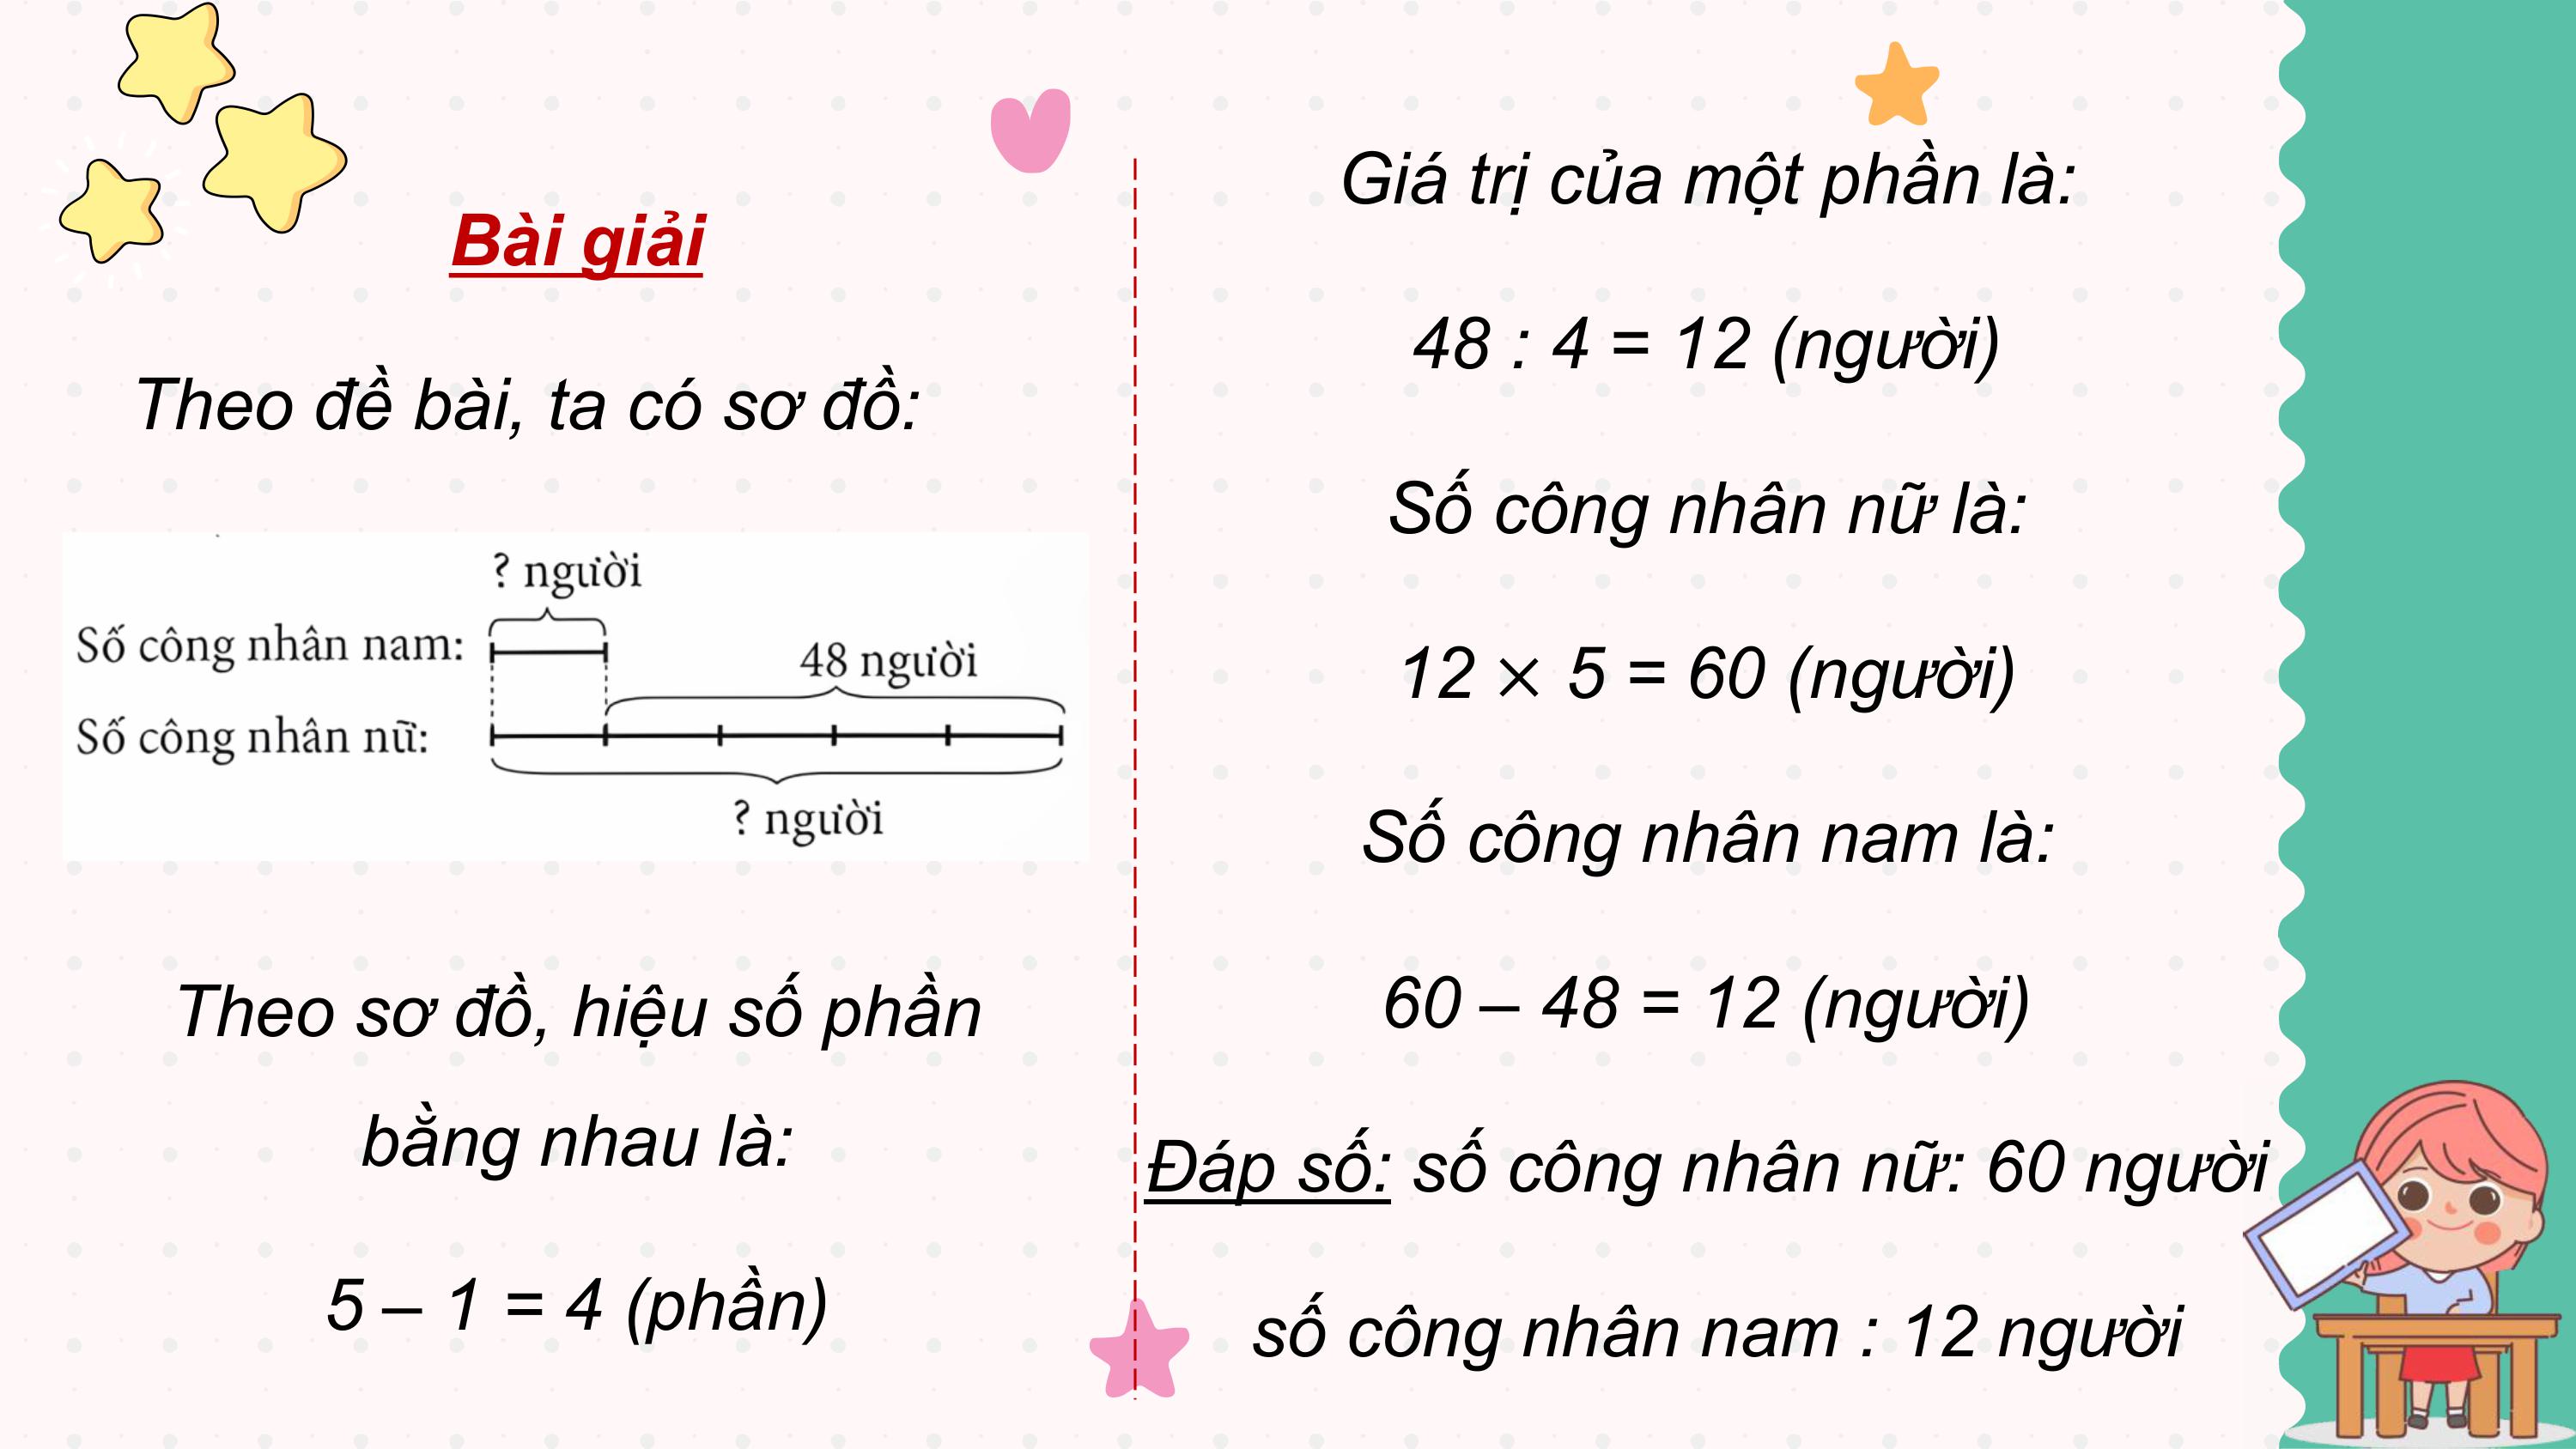 Bài giải
Theo đề bài, ta có sơ đồ:
? người
Số công nhân nam:
48 người
Số công nhân nữ:
? người
Theo sơ đồ, hiệu số phần
bằng nhau là:
5 – 1 = 4 (phần)
Giá trị của một phần là:
48 : 4 = 12 (người)
Số công nhân nữ là:
12 × 5 = 60 (người)
Số công nhân nam là:
60 – 48 = 12 (người)
Đáp số: số công nhân nữ: 60 người
số công nhân nam : 12 người